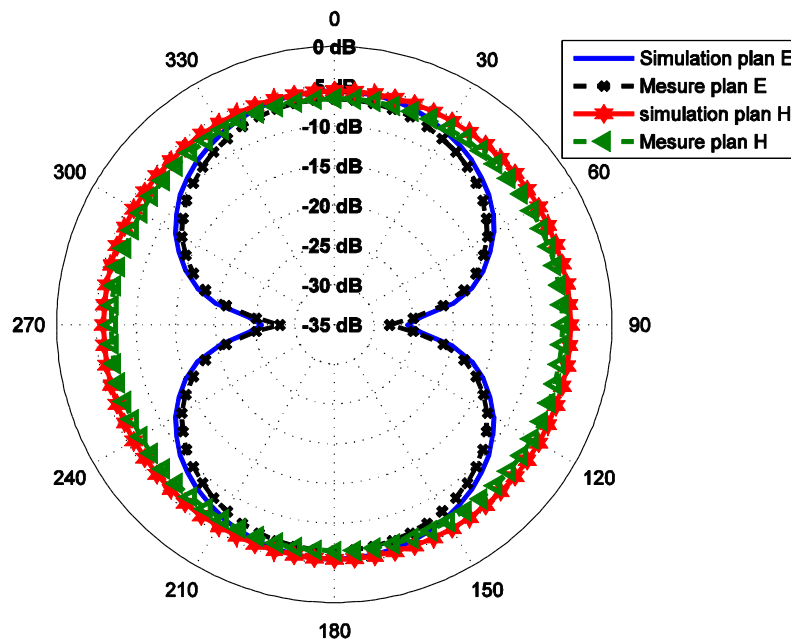 0
30
60
90
120
150
180
210
240
270
300
330
0 dB
-10 dB
-15 dB
-20 dB
-25 dB
-30 dB
-35 dB
Simulation plan E
Mesure plan E
simulation plan H
Mesure plan H